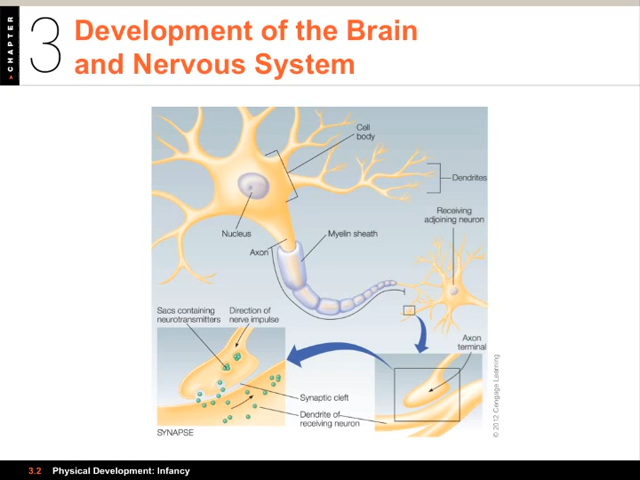 CHAPTER
3
Development of the Brain
and Nervous System
Cell
body
Dendrites
Receiving
adjoining neuron
Nucleus
Myelin sheath
Axon
Sacs containing
neurotransmitters
Direction of
nerve impulse
Axon
terminal
Synaptic cleft
Dendrite of
receiving neuron
SYNAPSE
© 2012 Cengage Learning
3.2 Physical Development: Infancy